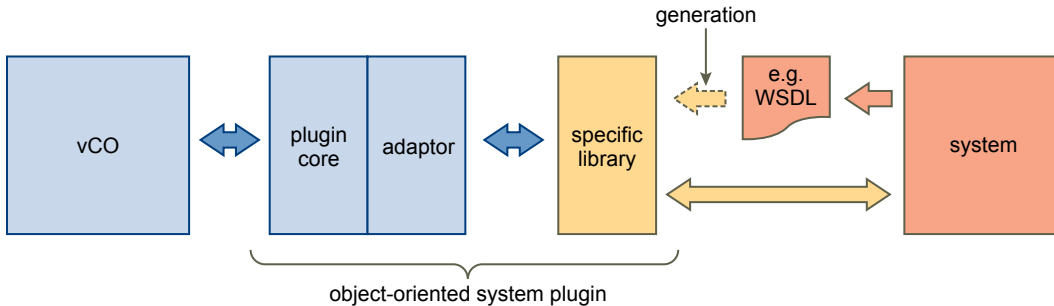 generation
vCO
plugin
core
adaptor
specific
library
e.g.
WSDL
system
object-oriented system plugin